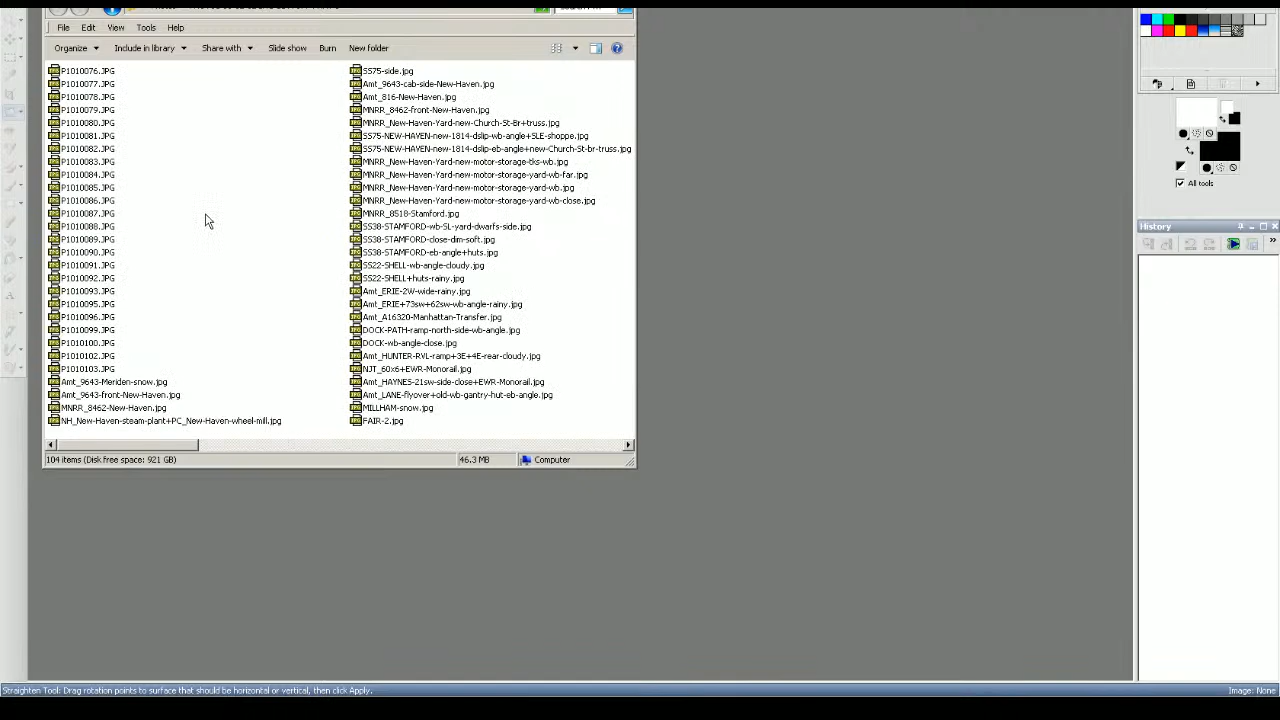 File Edit View Tools Help
Organize Include in library Share with Slide show Burn New folder
P1010076.JPG
P1010077.JPG
P1010078.JPG
P1010079.JPG
P1010080.JPG
P1010081.JPG
P1010082.JPG
P1010083.JPG
P1010084.JPG
P1010085.JPG
P1010086.JPG
P1010087.JPG
P1010088.JPG
P1010089.JPG
P1010090.JPG
P1010091.JPG
P1010092.JPG
P1010093.JPG
P1010095.JPG
P1010096.JPG
P1010099.JPG
P1010100.JPG
P1010102.JPG
P1010103.JPG
Amt_9643-Meriden-snow.jpg
Amt_9643-front-New-Haven.jpg
MNRR_8462-New-Haven.jpg
NH_New-Haven-steam-plant+PC_New-Haven-wheel-mill.jpg
SS75-side.jpg
Amt_9643-cab-side-New-Haven.jpg
Amt_816-New-Haven.jpg
MNRR_8462-front-New-Haven.jpg
MNRR_New-Haven-Yard-new-Church-St-Br+truss.jpg
SS75-NEW-HAVEN-new-1814-dslip-wb-angle+SLE-shoppe.jpg
SS75-NEW-HAVEN-new-1814-dslip-eb-angle+new-Church-St-br-truss.jpg
MNRR_New-Haven-Yard-new-motor-storage-tks-wb.jpg
MNRR_New-Haven-Yard-new-motor-storage-yard-wb-far.jpg
MNRR_New-Haven-Yard-new-motor-storage-yard-wb.jpg
MNRR_New-Haven-Yard-new-motor-storage-yard-wb-close.jpg
MNRR_8518-Stamford.jpg
SS38-STAMFORD-wb-SL-yard-dwarfs-side.jpg
SS38-STAMFORD-close-dim-soft.jpg
SS38-STAMFORD-eb-angle+huts.jpg
SS22-SHELL-wb-angle-cloudy.jpg
SS22-SHELL+huts-rainy.jpg
Amt_ERIE-2W-wide-rainy.jpg
Amt_ERIE+73sw+62sw-wb-angle-rainy.jpg
Amt_A16320-Manhattan-Transfer.jpg
DOCK-PATH-ramp-north-side-wb-angle.jpg
DOCK-wb-angle-close.jpg
Amt_HUNTER-RVL-ramp+3E+4E-rear-cloudy.jpg
NJT_60x6+EWR-Monorail.jpg
Amt_HAYNES-21sw-side-close+EWR-Monorail.jpg
Amt_LANE-flyover+old-wb-gantry-hut-eb-angle.jpg
MILLHAM-snow.jpg
FAIR-2.jpg
104 items (Disk free space: 921 GB) 46.3 MB Computer
All tools
History
Straighten Tool: Drag rotation points to surface that should be horizontal or vertical, then click Apply. Image: None